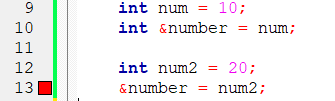 9 int num = 10;
10 int &number = num;
11
12 int num2 = 20;
13 &number = num2;